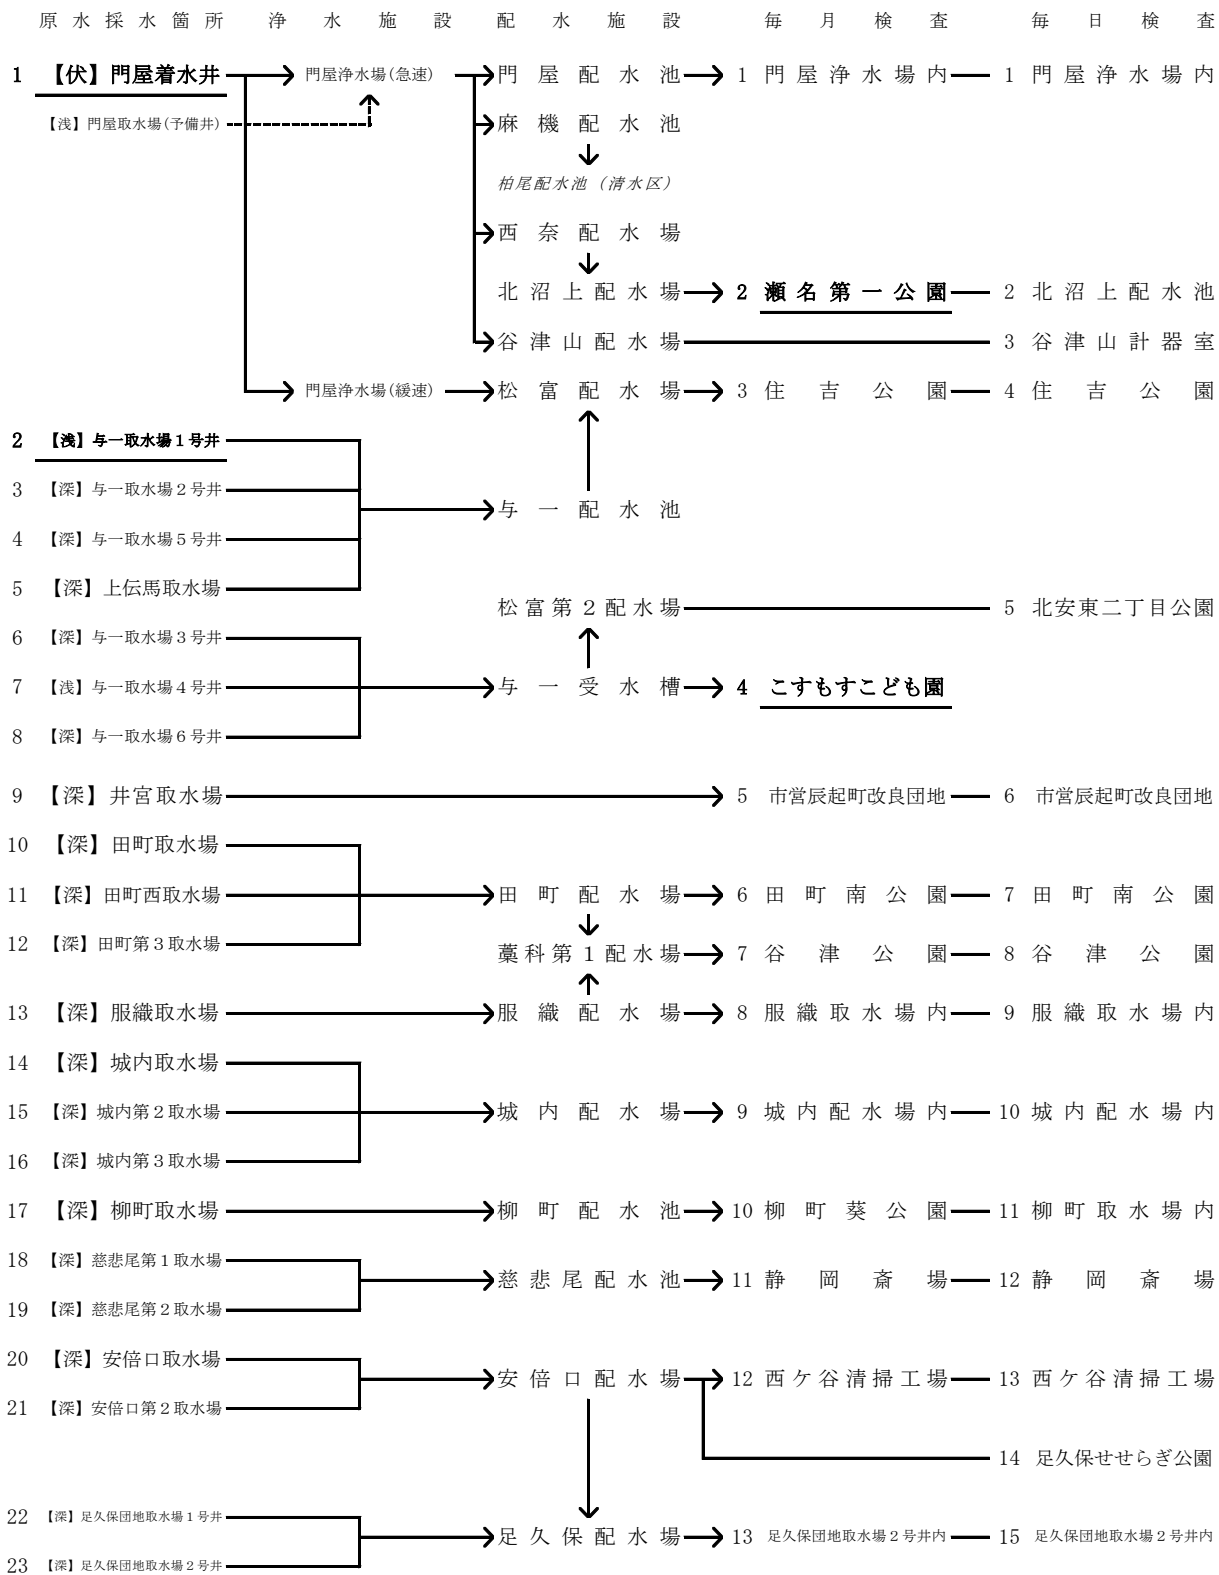 原水採水箇所 浄水施設 配水施設 毎月検査 毎日検査
1 【伏】門屋着水井 門屋浄水場(急速) 門屋配水池 1 門屋浄水場内 1 門屋浄水場内
【浅】門屋取水場(予備井) 麻機配水池
柏尾配水池（清水区）
西奈配水場
北沼上配水場 2 瀬名第一公園 2 北沼上配水池
谷津山配水場 3 谷津山計器室
門屋浄水場(緩速) 松富配水場 3 住吉公園 4 住吉公園
2 【浅】与一取水場１号井
3 【深】与一取水場２号井
与一配水池
4 【深】与一取水場５号井
5 【深】上伝馬取水場
松富第２配水場 5 北安東二丁目公園
6 【深】与一取水場３号井
7 【浅】与一取水場４号井 与一受水槽 4 こすもすこども園
8 【深】与一取水場６号井
9 【深】井宮取水場 5 市営辰起町改良団地 6 市営辰起町改良団地
10 【深】田町取水場
11 【深】田町西取水場 田町配水場 6 田町南公園 7 田町南公園
12 【深】田町第３取水場 藁科第１配水場 7 谷津公園 8 谷津公園
13 【深】服織取水場 服織配水場 8 服織取水場内 9 服織取水場内
14 【深】城内取水場
15 【深】城内第２取水場 城内配水場 9 城内配水場内 10 城内配水場内
16 【深】城内第３取水場
17 【深】柳町取水場 柳町配水池 10 柳町葵公園 11 柳町取水場内
18 【深】慈悲尾第１取水場
慈悲尾配水池 11 静岡斎場 12 静岡斎場
19 【深】慈悲尾第２取水場
20 【深】安倍口取水場
安倍口配水場 12 西ケ谷清掃工場 13 西ケ谷清掃工場
21 【深】安倍口第２取水場
14 足久保せせらぎ公園
22 【深】足久保団地取水場１号井
足久保配水場 13 足久保団地取水場２号井内 15 足久保団地取水場２号井内
23 【深】足久保団地取水場２号井